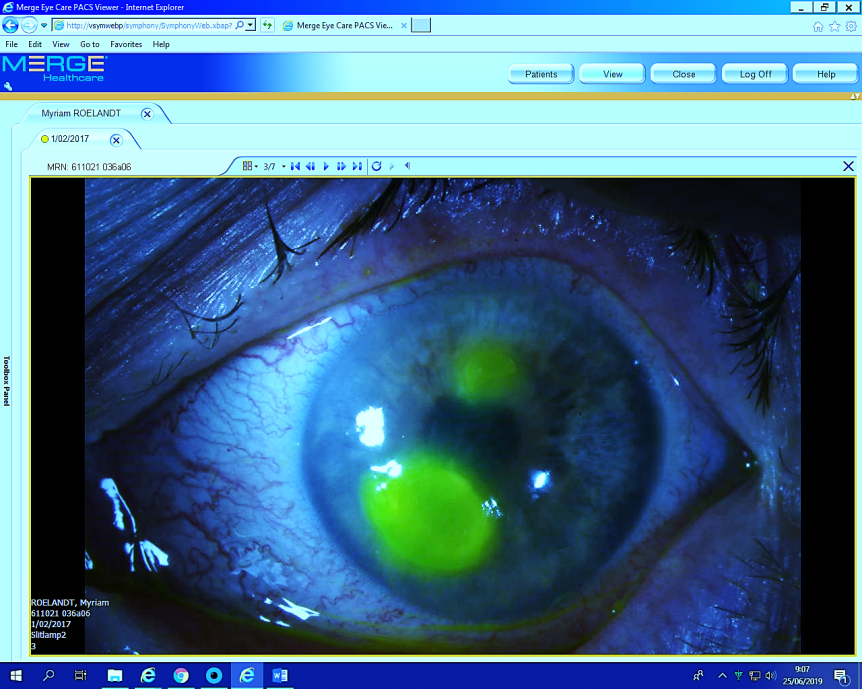 Merge Eye Care PACS Viewer - Internet Explorer
http://vsymwebp/symphony/SymphonyWeb.xbap?
Merge Eye Care PACS View...
File Edit View Go to Favorites Help
MERGE
Healthcare
Patients View Close Log Off Help
Myriam ROELANDT
1/02/2017
MRN: 611021 036a06
3/7
Toolbox Panel
ROELANDT, Myriam
611021 036a06
1/02/2017
Slitlamp2
3
9:07
25/06/2019
1